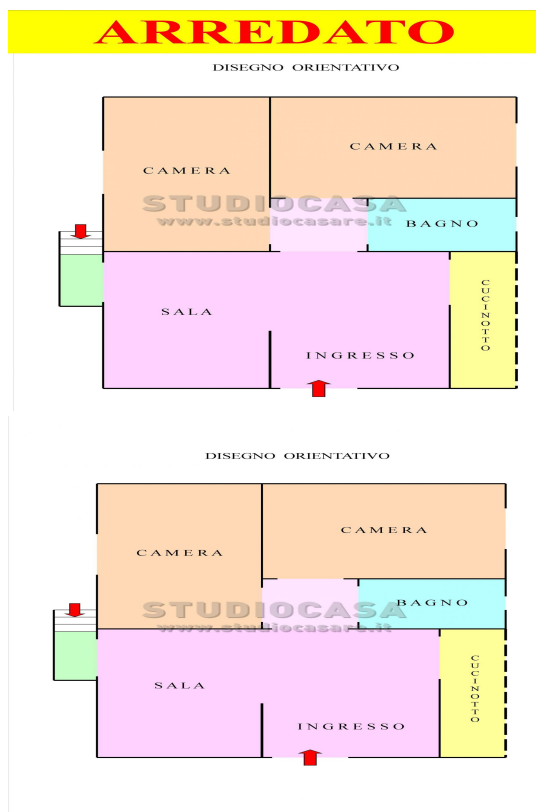 ARREDATO
DISEGNO ORIENTATIVO
CAMERA
CAMERA
STUDIOCASA
www.studiocasare.it
BAGNO
SALA
CUCINOTTO
INGRESSO
DISEGNO ORIENTATIVO
CAMERA
CAMERA
STUDIOCASA
www.studiocasare.it
BAGNO
SALA
CUCINOTTO
INGRESSO